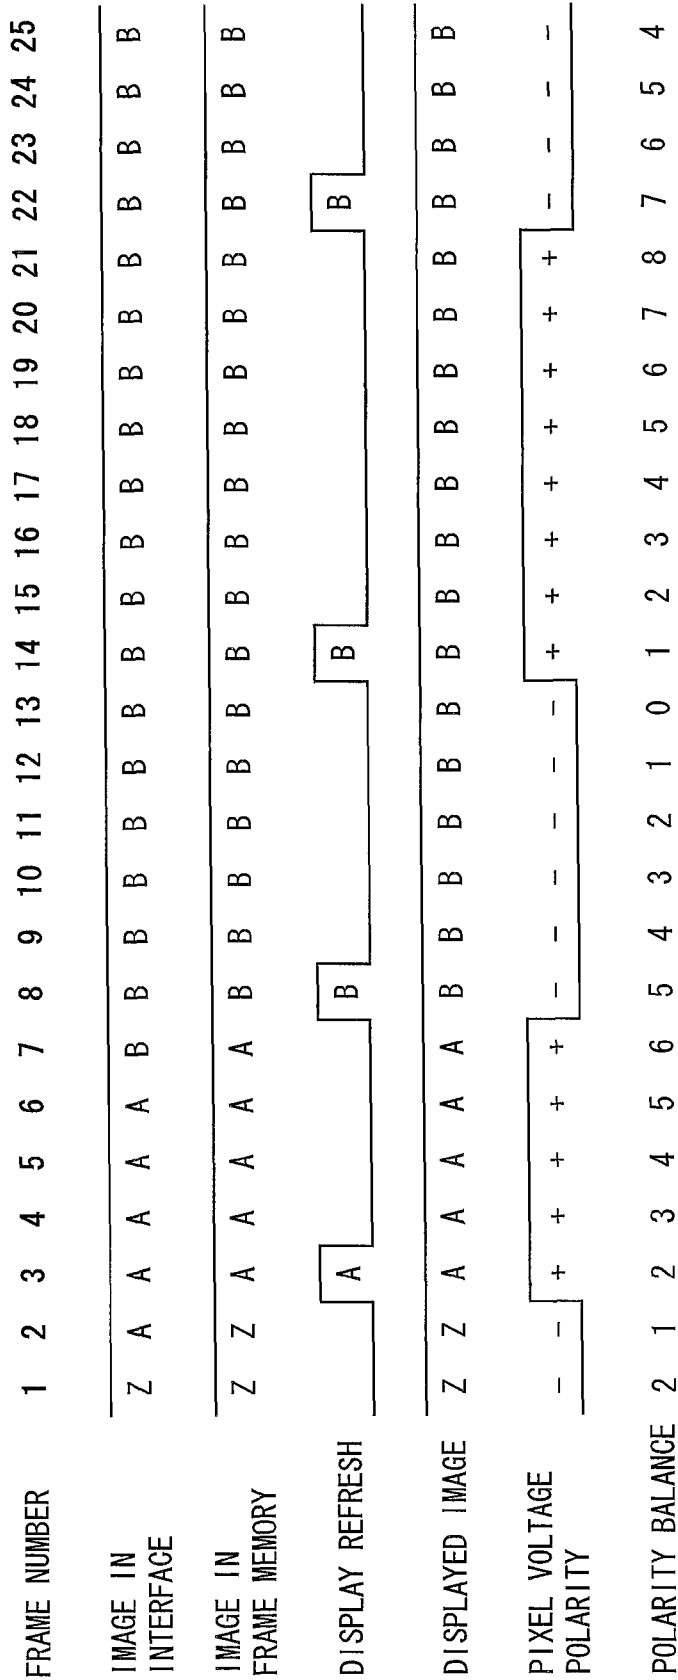 FRAME NUMBER 1 2 3 4 5 6 7 8 9 10 11 12 13 14 15 16 17 18 19 20 21 22 23 24 25
IMAGE IN
INTERFACE Z A A A A A B B B B B B B B B B B B B B B B B B B
IMAGE IN
FRAME MEMORY Z Z A A A A A B B B B B B B B B B B B B B B B B B
DISPLAY REFRESH A B B B
DISPLAYED IMAGE Z Z A A A A A B B B B B B B B B B B B B B B B B B
PIXEL VOLTAGE
POLARITY − − + + + + + − − − − − − + + + + + + + + − − − −
POLARITY BALANCE 2 1 2 3 4 5 6 5 4 3 2 1 0 1 2 3 4 5 6 7 8 7 6 5 4